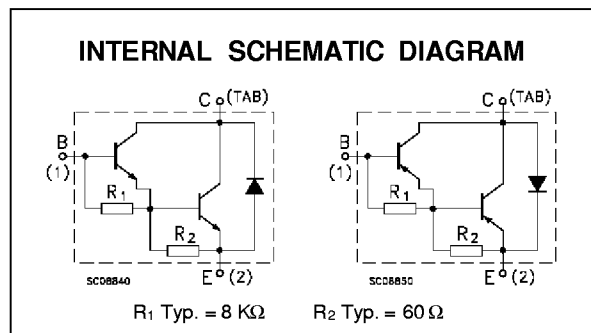 INTERNAL SCHEMATIC DIAGRAM
C (TAB)
B
(1)
R1
R2
E (2)
SC08840
C (TAB)
B
(1)
R1
R2
E (2)
SC08850
R1 Typ. = 8 KΩ R2 Typ. = 60 Ω